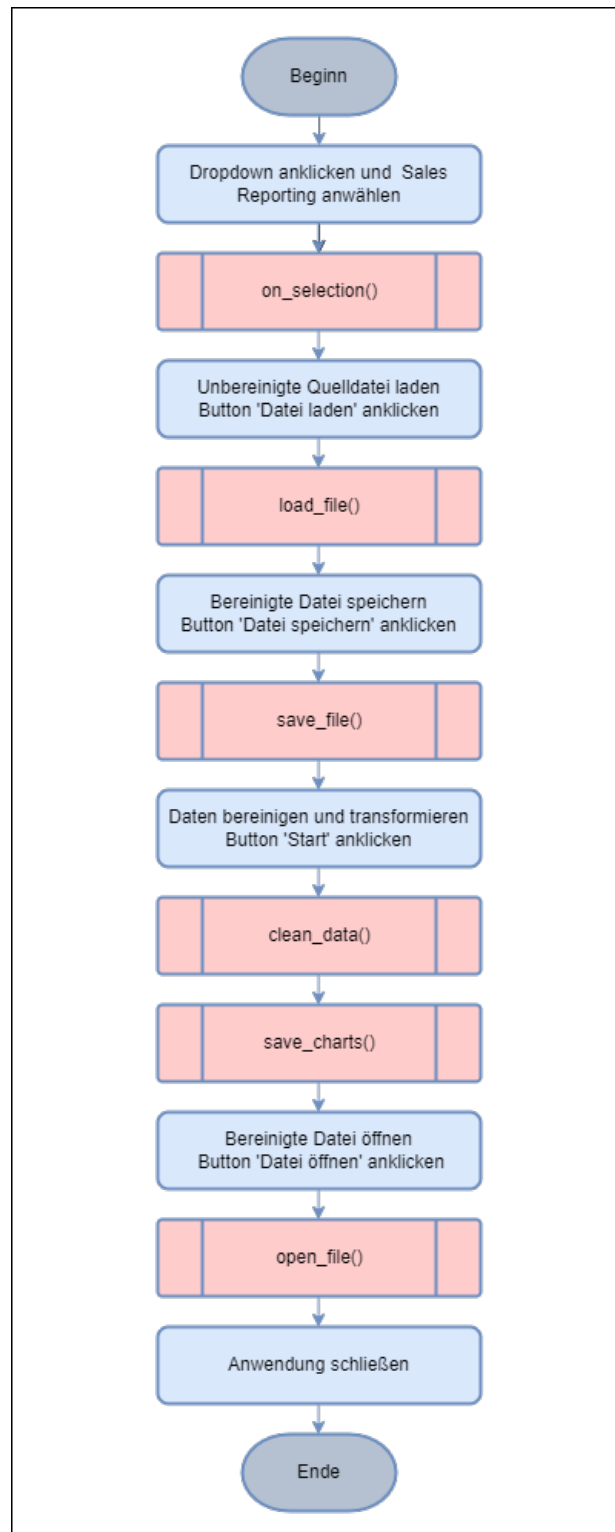 Beginn
Dropdown anklicken und  Sales
Reporting anwählen
on_selection()
Unbereinigte Quelldatei laden
Button 'Datei laden' anklicken
load_file()
Bereinigte Datei speichern
Button 'Datei speichern' anklicken
save_file()
Daten bereinigen und transformieren
Button 'Start' anklicken
clean_data()
save_charts()
Bereinigte Datei öffnen
Button 'Datei öffnen' anklicken
open_file()
Anwendung schließen
Ende